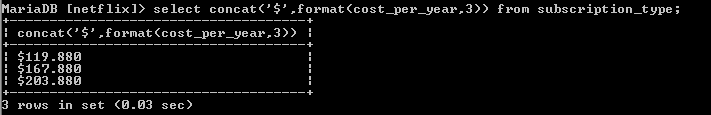 MariaDB [netflix]> select concat('$',format(cost_per_year,3)) from subscription_type;
+-------------------------------------+
| concat('$',format(cost_per_year,3)) |
+-------------------------------------+
| $119.880                            |
| $167.880                            |
| $203.880                            |
+-------------------------------------+
3 rows in set (0.03 sec)